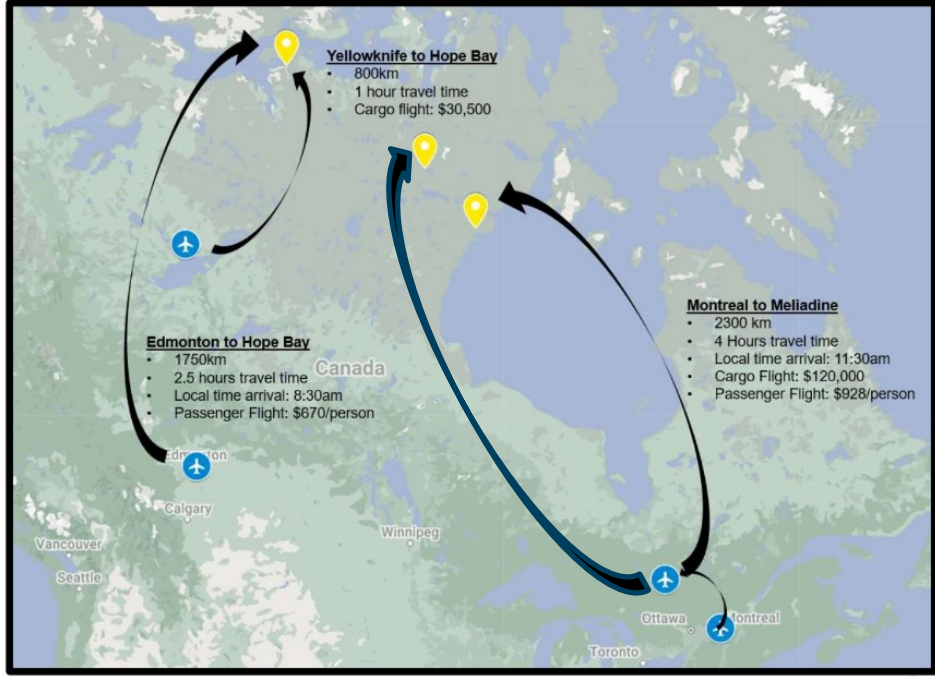 Yellowknife to Hope Bay
• 800km
• 1 hour travel time
• Cargo flight: $30,500
Montreal to Meliadine
• 2300 km
• 4 Hours travel time
• Local time arrival: 11:30am
• Cargo Flight: $120,000
• Passenger Flight: $928/person
Edmonton to Hope Bay
• 1750km
• 2.5 hours travel time
• Local time arrival: 8:30am
• Passenger Flight: $670/person
Canada
Edmonton
Calgary
Winnipeg
Vancouver
Seattle
Ottawa
Montreal
Toronto